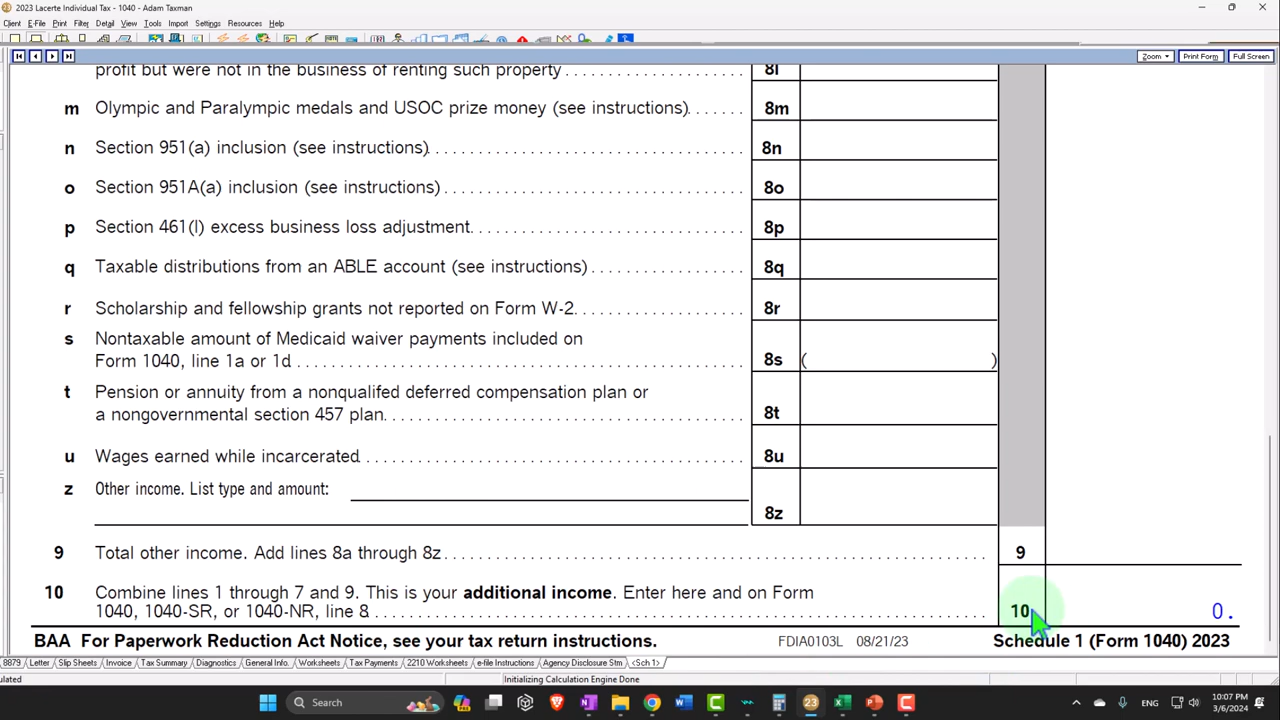 2023 Lacerte Individual Tax - 1040 - Adam Taxman
Client E-File Print Filter Detail View Tools Import Settings Resources Help
Zoom Print Form Full Screen
profit but were not in the business of renting such property 8l
m Olympic and Paralympic medals and USOC prize money (see instructions) 8m
n Section 951(a) inclusion (see instructions) 8n
o Section 951A(a) inclusion (see instructions) 8o
p Section 461(l) excess business loss adjustment 8p
q Taxable distributions from an ABLE account (see instructions) 8q
r Scholarship and fellowship grants not reported on Form W-2 8r
s Nontaxable amount of Medicaid waiver payments included on
Form 1040, line 1a or 1d 8s ( )
t Pension or annuity from a nonqualifed deferred compensation plan or
a nongovernmental section 457 plan 8t
u Wages earned while incarcerated 8u
z Other income. List type and amount:
8z
9 Total other income. Add lines 8a through 8z 9
10 Combine lines 1 through 7 and 9. This is your additional income. Enter here and on Form
1040, 1040-SR, or 1040-NR, line 8 10 0.
BAA For Paperwork Reduction Act Notice, see your tax return instructions. FDIA0103L 08/21/23 Schedule 1 (Form 1040) 2023
8879 Letter Slip Sheets Invoice Tax Summary Diagnostics General Info. Worksheets Tax Payments 2210 Worksheets e-file Instructions Agency Disclosure Stm <Sch 1>
ulated Initializing Calculation Engine Done
Search 23 ENG 10:07 PM
3/6/2024